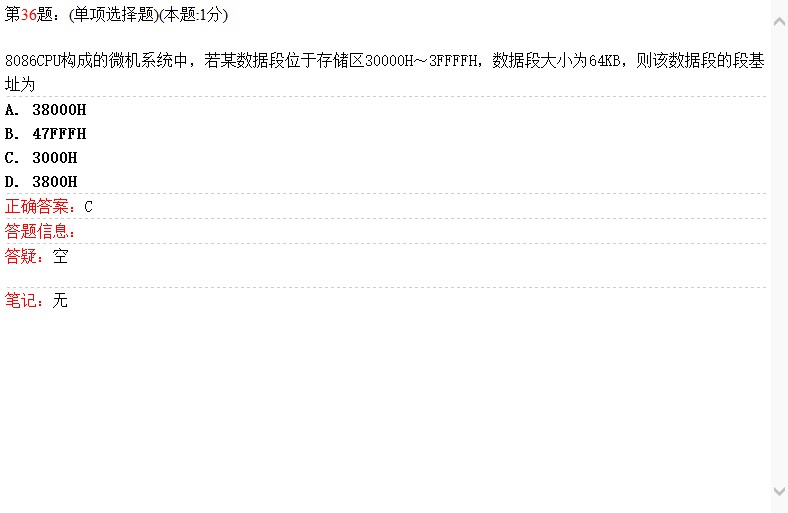 第36题：(单项选择题)(本题:1分)
8086CPU构成的微机系统中，若某数据段位于存储区30000H～3FFFFH，数据段大小为64KB，则该数据段的段基
址为
A. 38000H
B. 47FFFH
C. 3000H
D. 3800H
正确答案：C
答题信息：
答疑：空
笔记：无